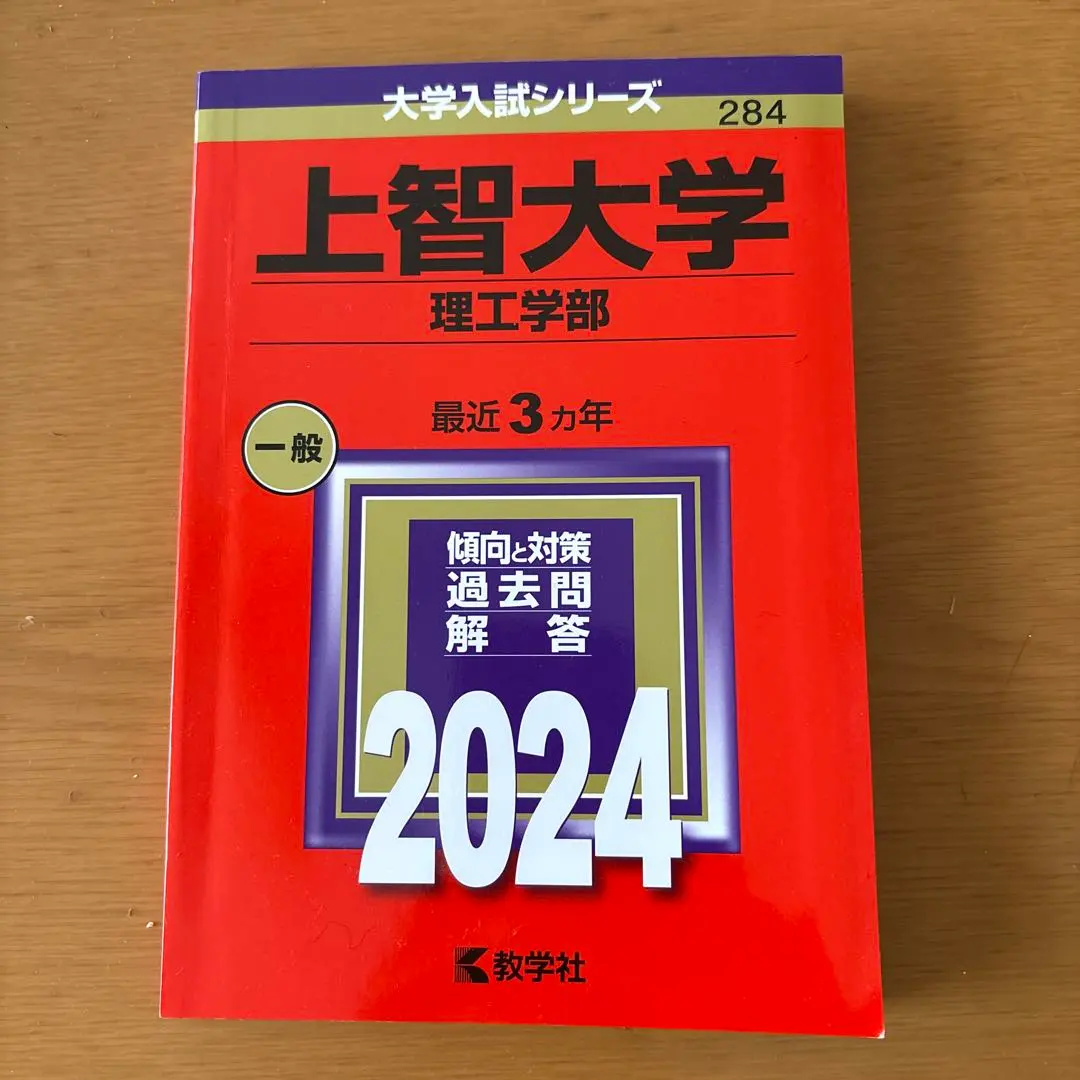 大学入試シリーズ
284
上智大学
理工学部
最近3カ年
一般
傾向と対策
過去問
解答
2024
教学社